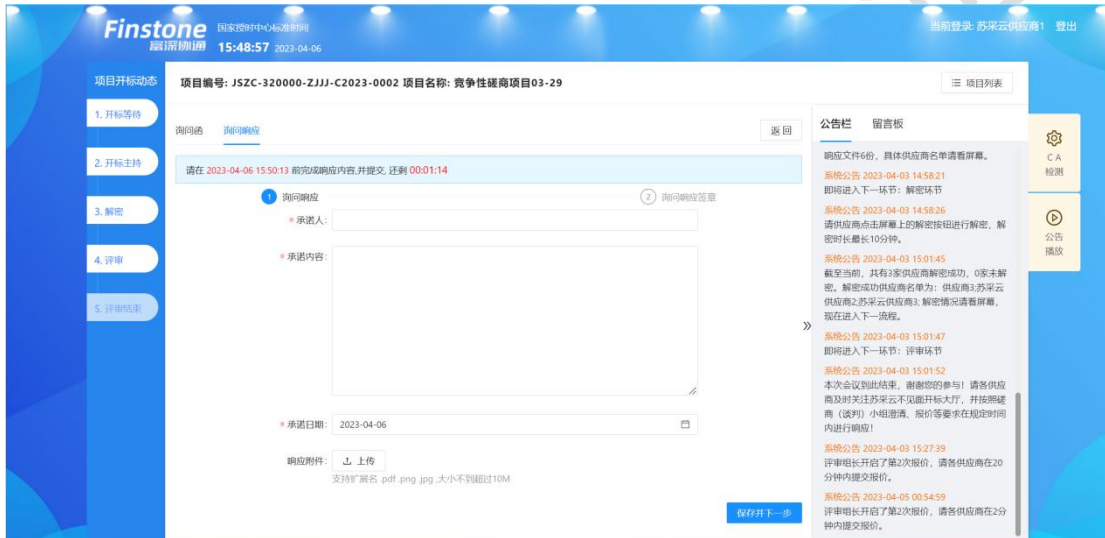 Finstone
富深协通
国家授时中心标准时间
15:48:57 2023-04-06
当前登录: 苏采云供应商1 登出
项目开标动态
1. 开标等待
2. 开标主持
3. 解密
4. 评审
5. 评审结束
项目编号: JSZC-320000-ZJJJ-C2023-0002 项目名称: 竞争性磋商项目03-29
项目列表
询问函 询问响应
返 回
请在 2023-04-06 15:50:13 前完成响应内容,并提交, 还剩 00:01:14
1 询问响应
2 询问响应签章
* 承诺人:
* 承诺内容:
* 承诺日期: 2023-04-06
响应附件: 上传
支持扩展名 .pdf .png .jpg ,大小不到超过10M
保存并下一步
»
公告栏 留言板
响应文件6份，具体供应商名单请看屏幕。
系统公告 2023-04-03 14:58:21
即将进入下一环节：解密环节
系统公告 2023-04-03 14:58:26
请供应商点击屏幕上的解密按钮进行解密，解
密时长最长10分钟。
系统公告 2023-04-03 15:01:45
截至当前，共有3家供应商解密成功，0家未解
密。解密成功供应商名单为：供应商3;苏采云
供应商2;苏采云供应商3; 解密情况请看屏幕，
现在进入下一流程。
系统公告 2023-04-03 15:01:47
即将进入下一环节：评审环节
系统公告 2023-04-03 15:01:52
本次会议到此结束，谢谢您的参与！请各供应
商及时关注苏采云不见面开标大厅，并按照磋
商（谈判）小组澄清、报价等要求在规定时间
内进行响应！
系统公告 2023-04-03 15:27:39
评审组长开启了第2次报价，请各供应商在20
分钟内提交报价。
系统公告 2023-04-05 00:54:59
评审组长开启了第2次报价，请各供应商在2分
钟内提交报价。
CA
检测
公告
播放